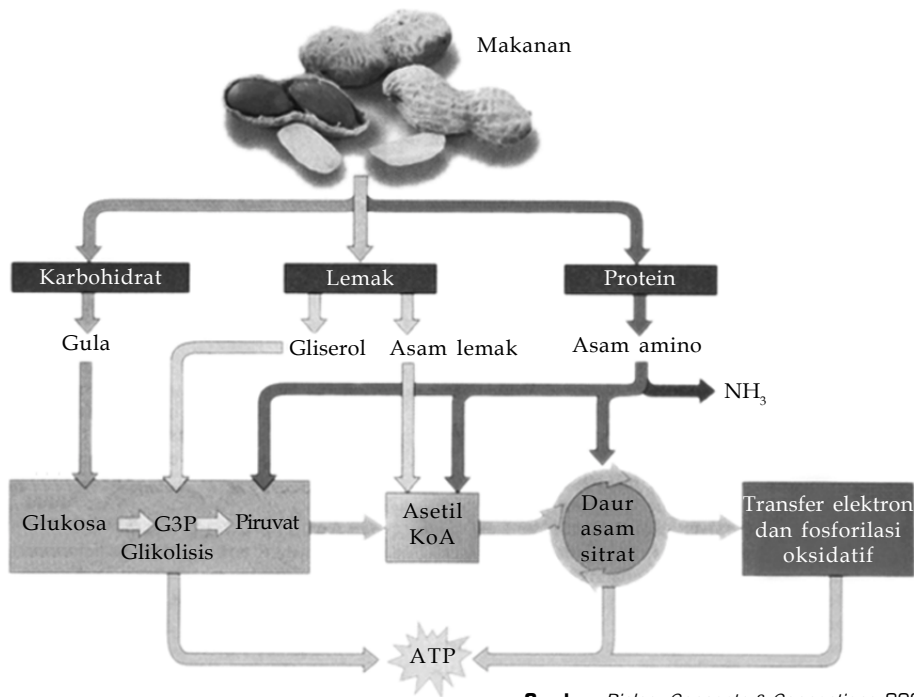 Makanan
Karbohidrat
Lemak
Protein
Gula
Gliserol
Asam lemak
Asam amino
NH₃
Glukosa
G3P
Piruvat
Glikolisis
Asetil
KoA
Daur
asam
sitrat
Transfer elektron
dan fosforilasi
oksidatif
ATP